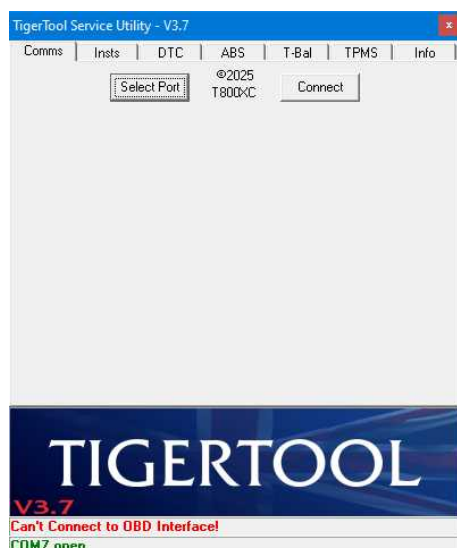 TigerTool Service Utility - V3.7
x
Comms Insts DTC ABS T-Bal TPMS Info
Select Port ©2025 Connect
T800XC
TIGERTOOL
V3.7
Can't Connect to OBD Interface!
COM7 open